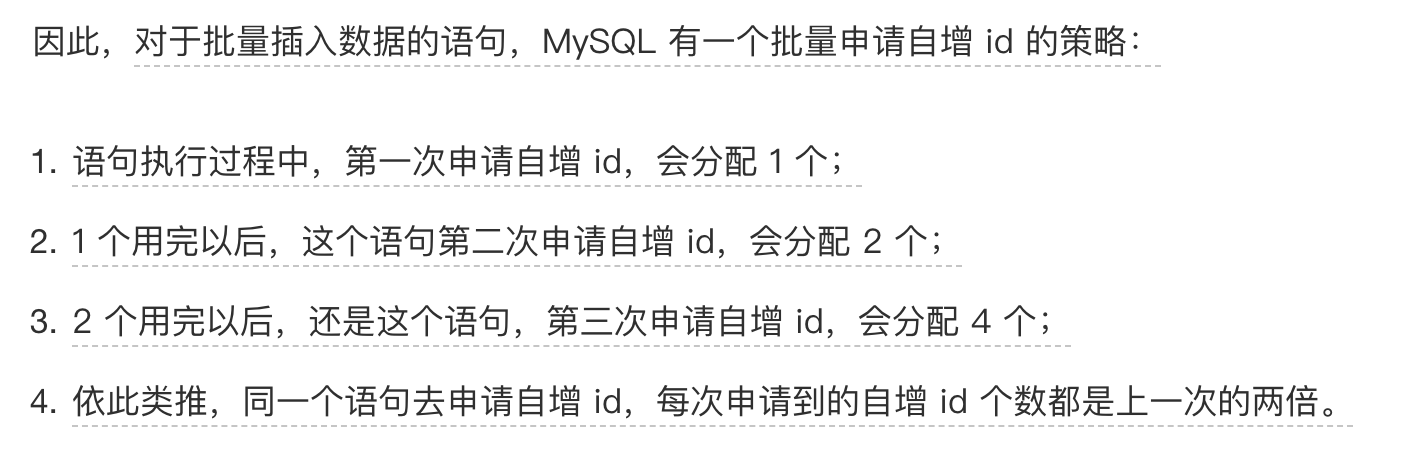 因此，对于批量插入数据的语句，MySQL 有一个批量申请自增 id 的策略：
1. 语句执行过程中，第一次申请自增 id，会分配 1 个；
2. 1 个用完以后，这个语句第二次申请自增 id，会分配 2 个；
3. 2 个用完以后，还是这个语句，第三次申请自增 id，会分配 4 个；
4. 依此类推，同一个语句去申请自增 id，每次申请到的自增 id 个数都是上一次的两倍。